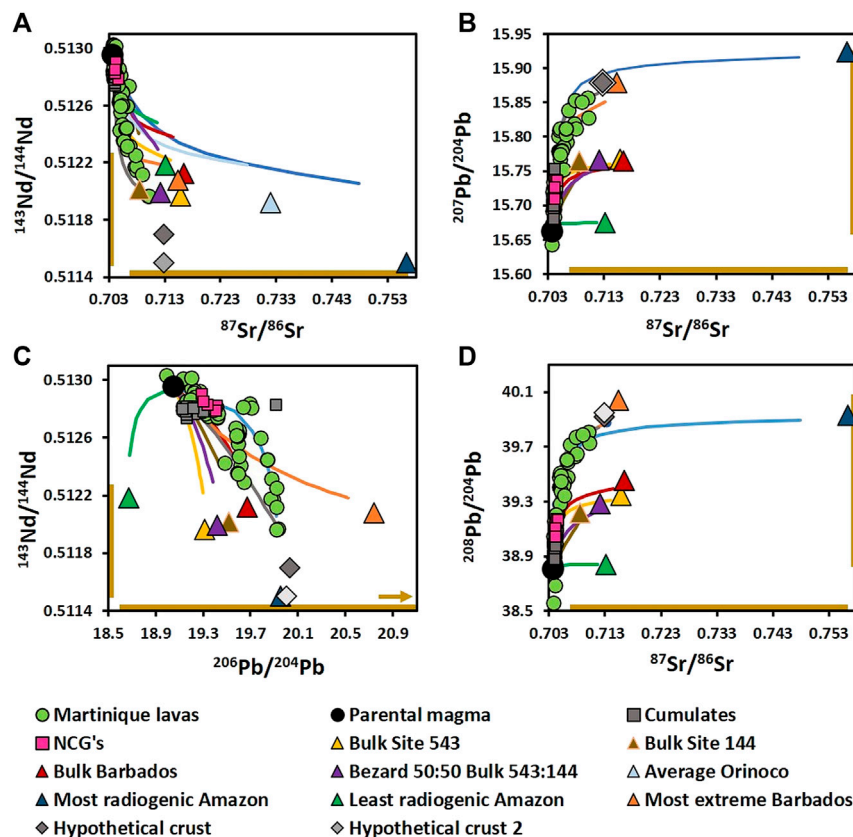 A
B
0.5130
0.5126
0.5122
0.5118
0.5114
143Nd/144Nd
0.703 0.713 0.723 0.733 0.743 0.753
87Sr/86Sr
15.95
15.90
15.85
15.80
15.75
15.70
15.65
15.60
207Pb/204Pb
0.703 0.713 0.723 0.733 0.743 0.753
87Sr/86Sr
C
D
0.5130
0.5126
0.5122
0.5118
0.5114
143Nd/144Nd
18.5 18.9 19.3 19.7 20.1 20.5 20.9
206Pb/204Pb
40.1
39.7
39.3
38.9
38.5
208Pb/204Pb
0.703 0.713 0.723 0.733 0.743 0.753
87Sr/86Sr
Martinique lavas Parental magma Cumulates
NCG's Bulk Site 543 Bulk Site 144
Bulk Barbados Bezard 50:50 Bulk 543:144 Average Orinoco
Most radiogenic Amazon Least radiogenic Amazon Most extreme Barbados
Hypothetical crust Hypothetical crust 2